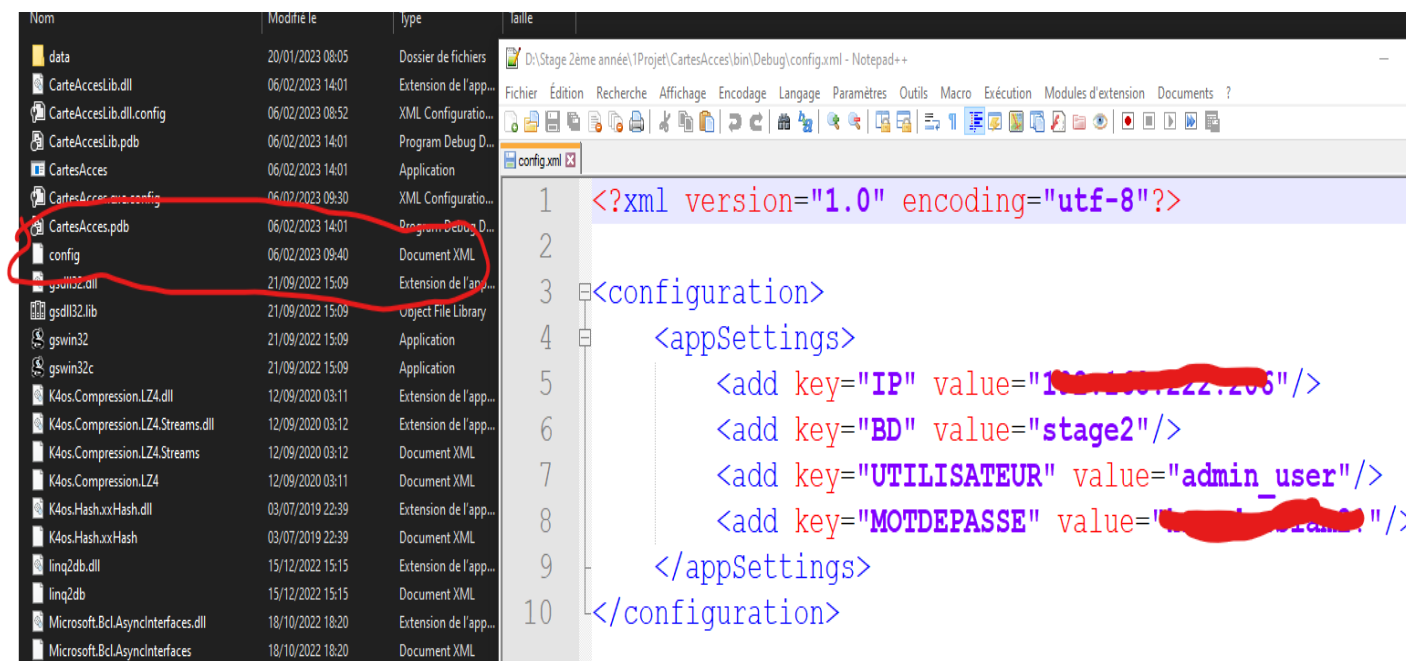 Nom Modifié le Type Taille
data 20/01/2023 08:05 Dossier de fichiers
CarteAccesLib.dll 06/02/2023 14:01 Extension de l'app...
CarteAccesLib.dll.config 06/02/2023 08:52 XML Configuratio...
CarteAccesLib.pdb 06/02/2023 14:01 Program Debug D...
CartesAcces 06/02/2023 14:01 Application
CartesAcces.exe.config 06/02/2023 09:30 XML Configuratio...
CartesAcces.pdb 06/02/2023 14:01 Program Debug D...
config 06/02/2023 09:40 Document XML
gsdll32.dll 21/09/2022 15:09 Extension de l'app...
gsdll32.lib 21/09/2022 15:09 Object File Library
gswin32 21/09/2022 15:09 Application
gswin32c 21/09/2022 15:09 Application
K4os.Compression.LZ4.dll 12/09/2020 03:11 Extension de l'app...
K4os.Compression.LZ4.Streams.dll 12/09/2020 03:12 Extension de l'app...
K4os.Compression.LZ4.Streams 12/09/2020 03:12 Document XML
K4os.Compression.LZ4 12/09/2020 03:11 Document XML
K4os.Hash.xxHash.dll 03/07/2019 22:39 Extension de l'app...
K4os.Hash.xxHash 03/07/2019 22:39 Document XML
linq2db.dll 15/12/2022 15:15 Extension de l'app...
linq2db 15/12/2022 15:15 Document XML
Microsoft.Bcl.AsyncInterfaces.dll 18/10/2022 18:20 Extension de l'app...
Microsoft.Bcl.AsyncInterfaces 18/10/2022 18:20 Document XML
D:\Stage 2ème année\1Projet\CartesAcces\bin\Debug\config.xml - Notepad++
Fichier Édition Recherche Affichage Encodage Langage Paramètres Outils Macro Exécution Modules d'extension Documents ?
config.xml
1 <?xml version="1.0" encoding="utf-8"?>
2
3 <configuration>
4 <appSettings>
5 <add key="IP" value=" "/>
6 <add key="BD" value="stage2"/>
7 <add key="UTILISATEUR" value="admin_user"/>
8 <add key="MOTDEPASSE" value=" "/>
9 </appSettings>
10 </configuration>